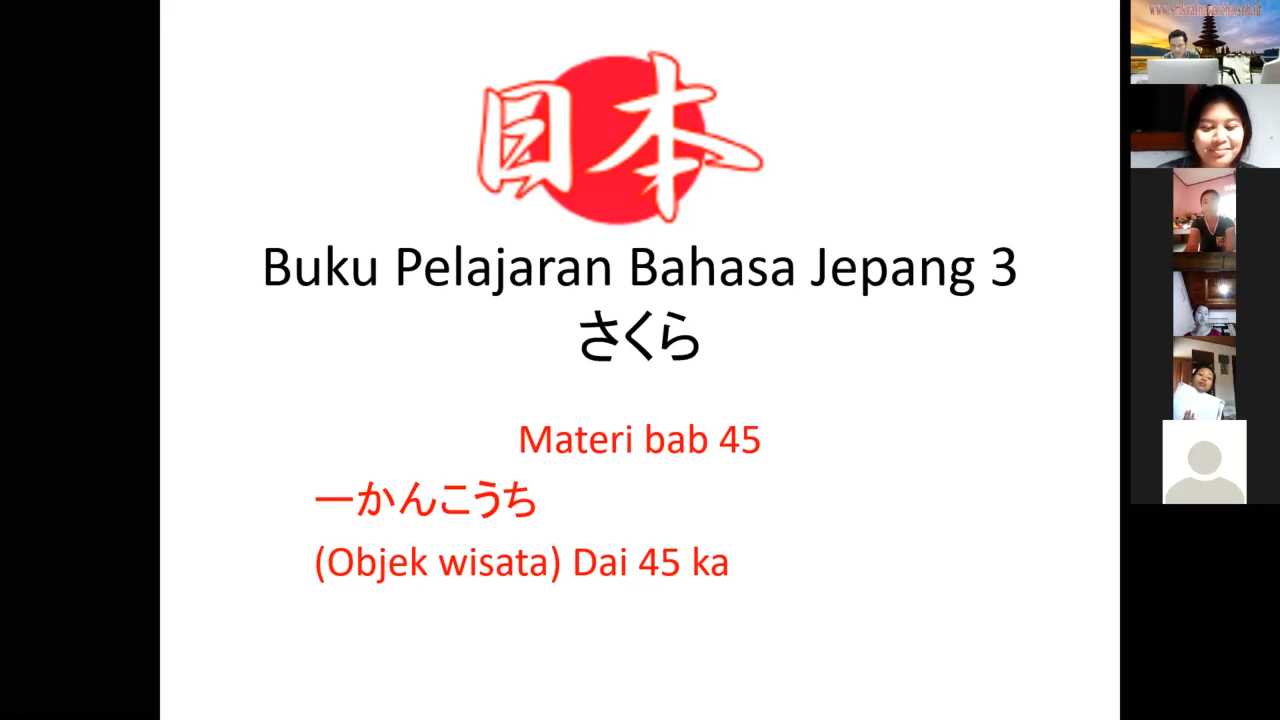 日本
Buku Pelajaran Bahasa Jepang 3
さくら
Materi bab 45
一かんこうち
(Objek wisata) Dai 45 ka